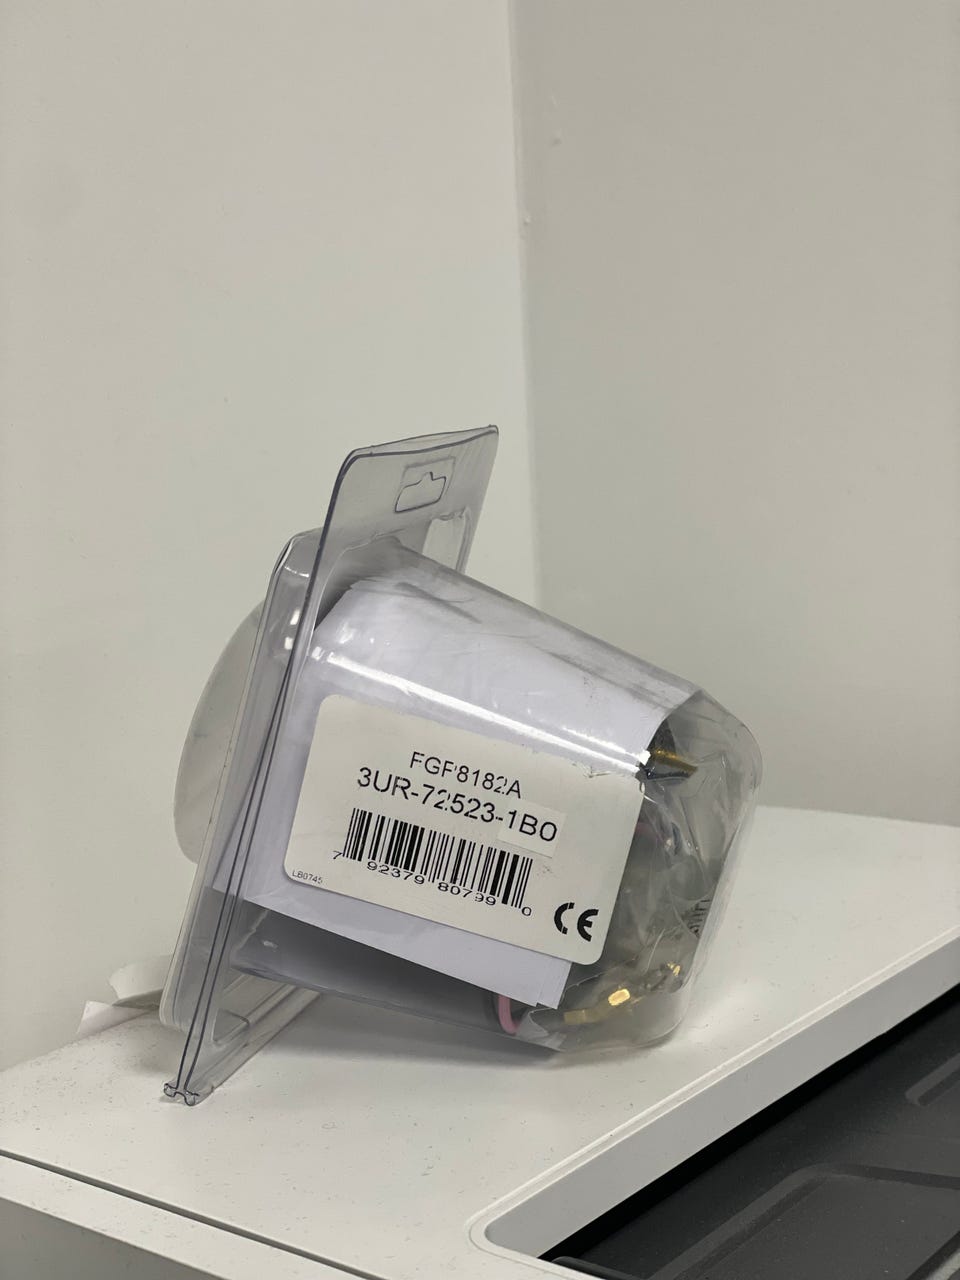 FGF8182A
3UR-72523-1B0
7 92379 80799 0
LB0745
CE